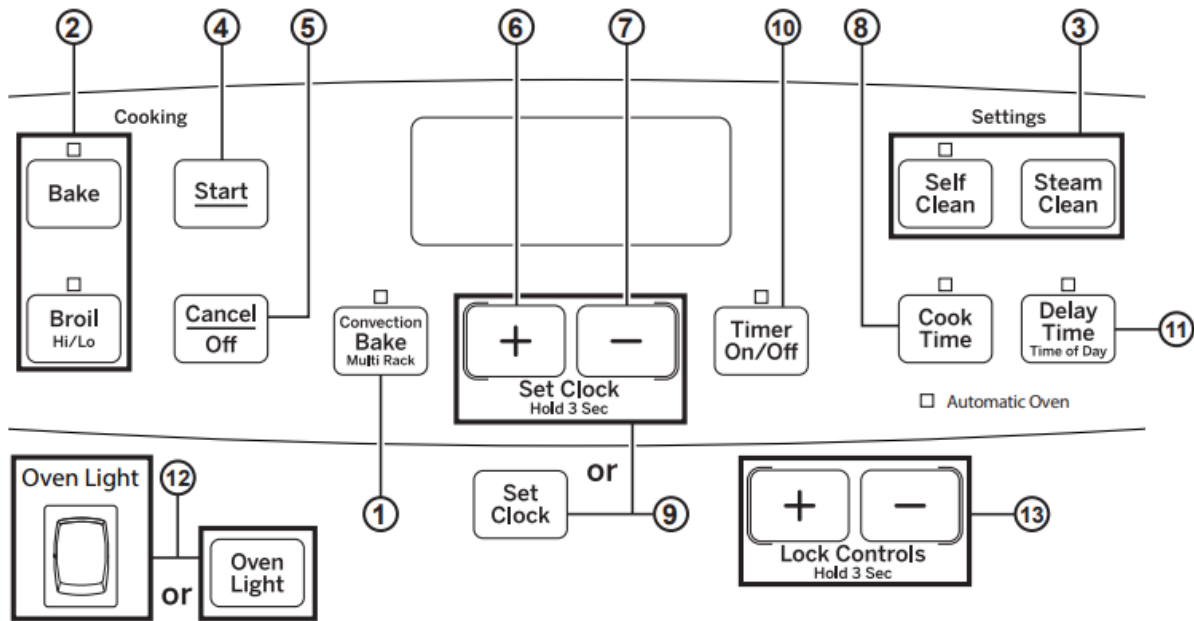 2
4
5
6
7
10
8
3
Cooking
Settings
Bake
Start
Self
Clean
Steam
Clean
Broil
Hi/Lo
Cancel
Off
Convection
Bake
Multi Rack
+
−
Set Clock
Hold 3 Sec
Timer
On/Off
Cook
Time
Delay
Time
Time of Day
11
Automatic Oven
Oven Light
12
or
Oven
Light
1
Set
Clock
or
9
+
−
Lock Controls
Hold 3 Sec
13